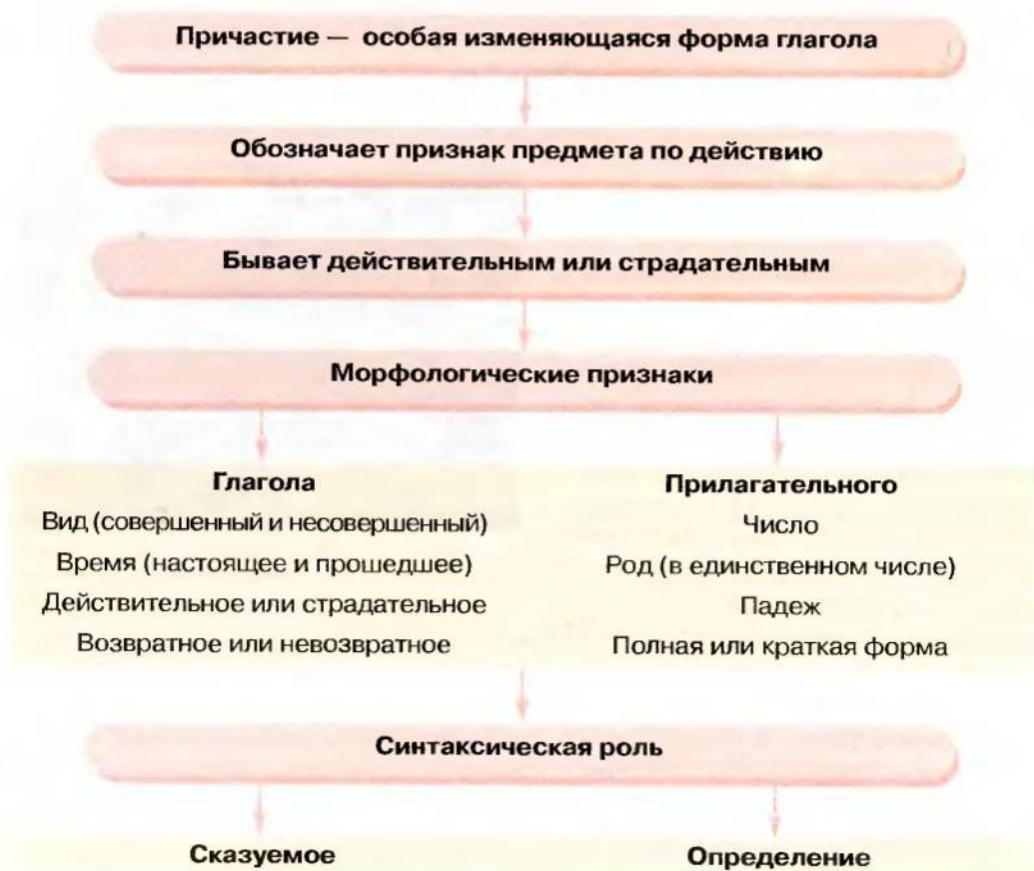 Причастие — особая изменяющаяся форма глагола
Обозначает признак предмета по действию
Бывает действительным или страдательным
Морфологические признаки
Глагола
Вид (совершенный и несовершенный)
Время (настоящее и прошедшее)
Действительное или страдательное
Возвратное или невозвратное
Прилагательного
Число
Род (в единственном числе)
Падеж
Полная или краткая форма
Синтаксическая роль
Сказуемое
Определение